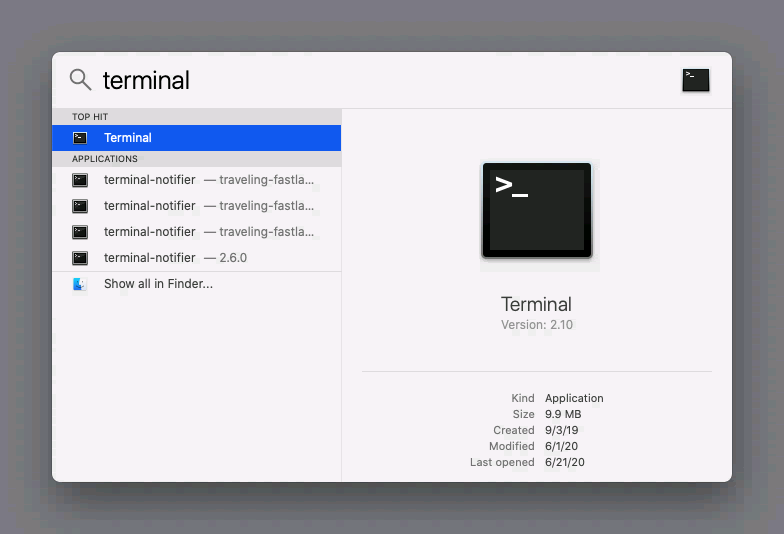 terminal
TOP HIT
Terminal
APPLICATIONS
terminal-notifier — traveling-fastla...
terminal-notifier — traveling-fastla...
terminal-notifier — traveling-fastla...
terminal-notifier — 2.6.0
Show all in Finder...
>_
Terminal
Version: 2.10
Kind Application
Size 9.9 MB
Created 9/3/19
Modified 6/1/20
Last opened 6/21/20